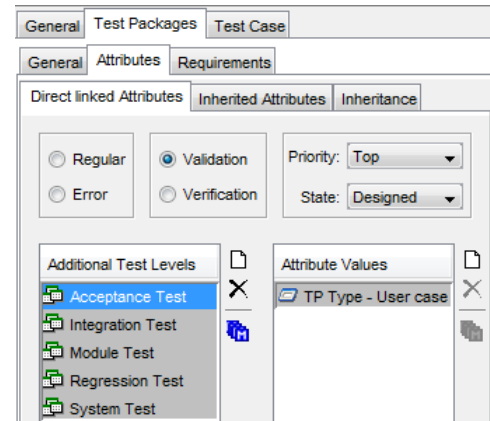 General Test Packages Test Case
General Attributes Requirements
Direct linked Attributes Inherited Attributes Inheritance
Regular Validation Priority: Top
Error Verification State: Designed
Additional Test Levels Attribute Values
Acceptance Test TP Type - User case
Integration Test
Module Test
Regression Test
System Test